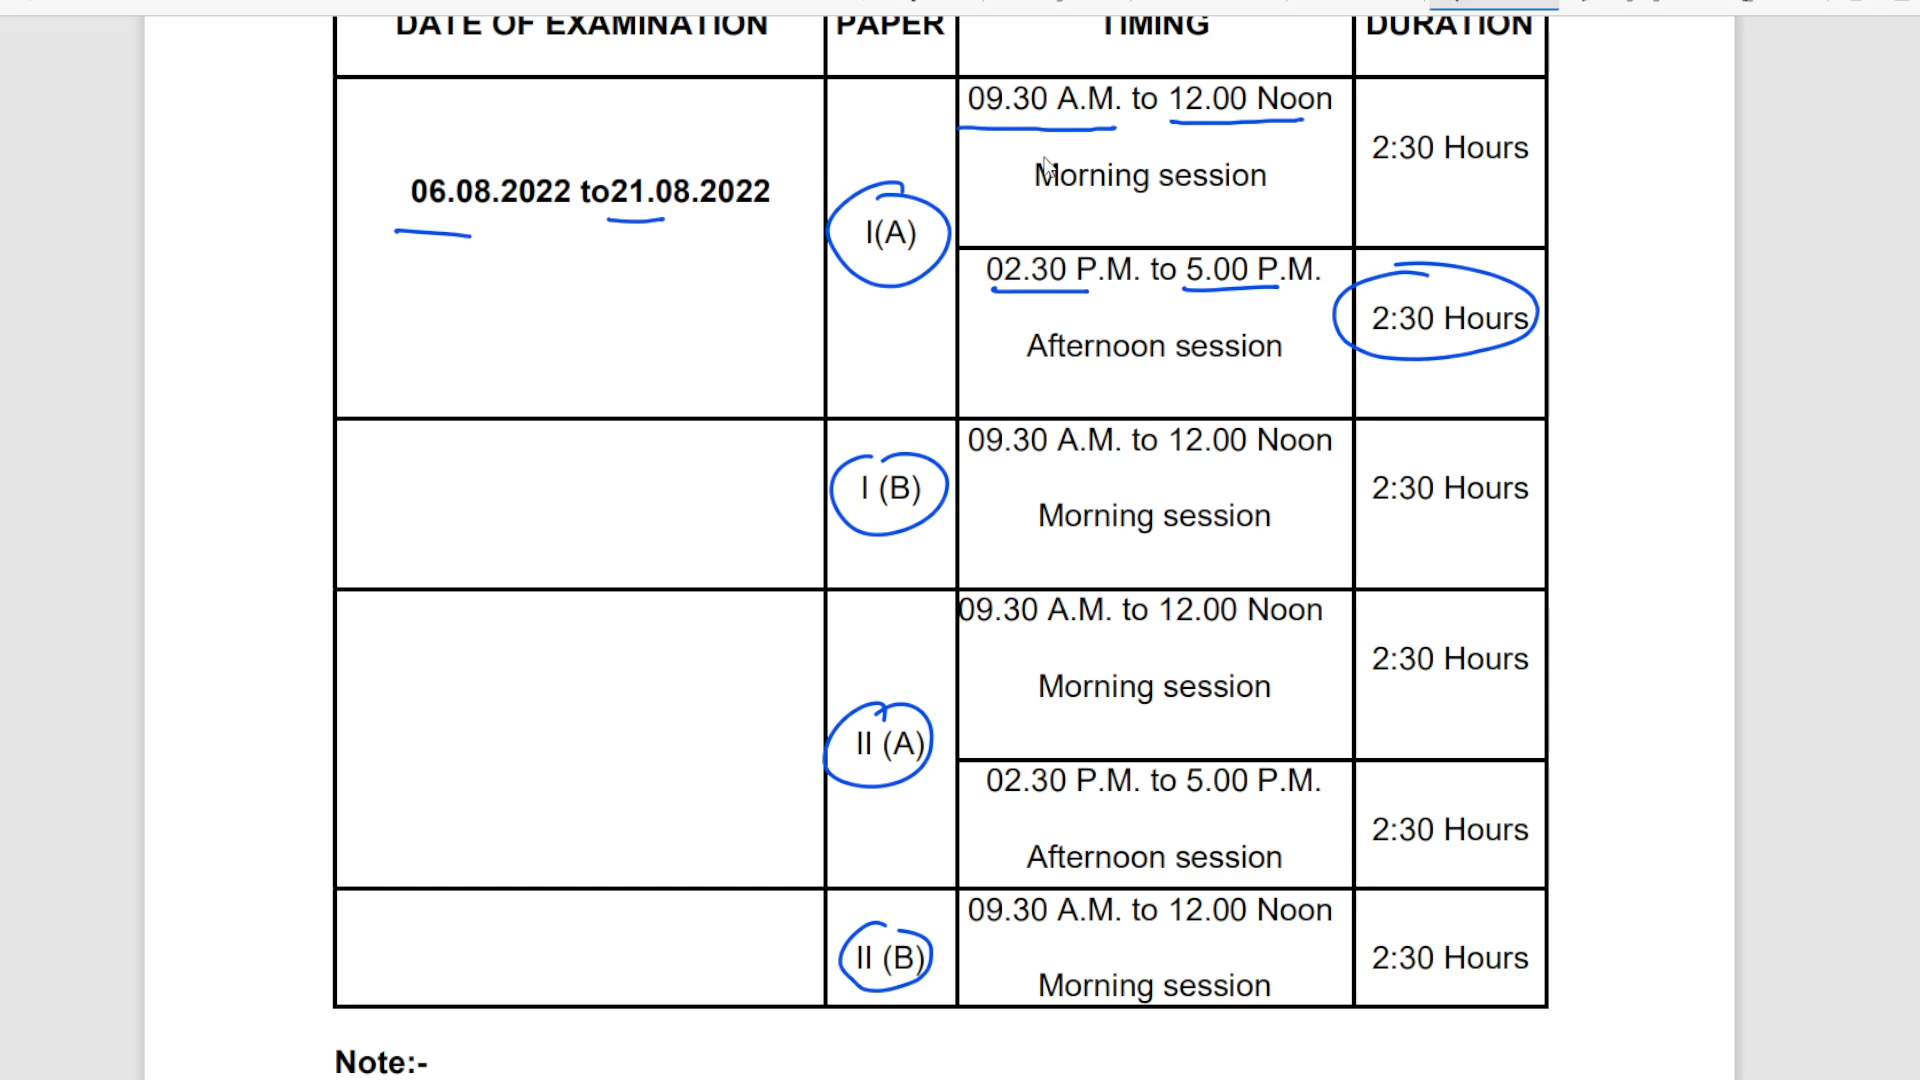 DATE OF EXAMINATION PAPER TIMING DURATION
09.30 A.M. to 12.00 Noon
2:30 Hours
Morning session
06.08.2022 to21.08.2022
I(A)
02.30 P.M. to 5.00 P.M.
2:30 Hours
Afternoon session
09.30 A.M. to 12.00 Noon
I (B)
2:30 Hours
Morning session
09.30 A.M. to 12.00 Noon
2:30 Hours
Morning session
II (A)
02.30 P.M. to 5.00 P.M.
2:30 Hours
Afternoon session
09.30 A.M. to 12.00 Noon
II (B)
2:30 Hours
Morning session
Note:-